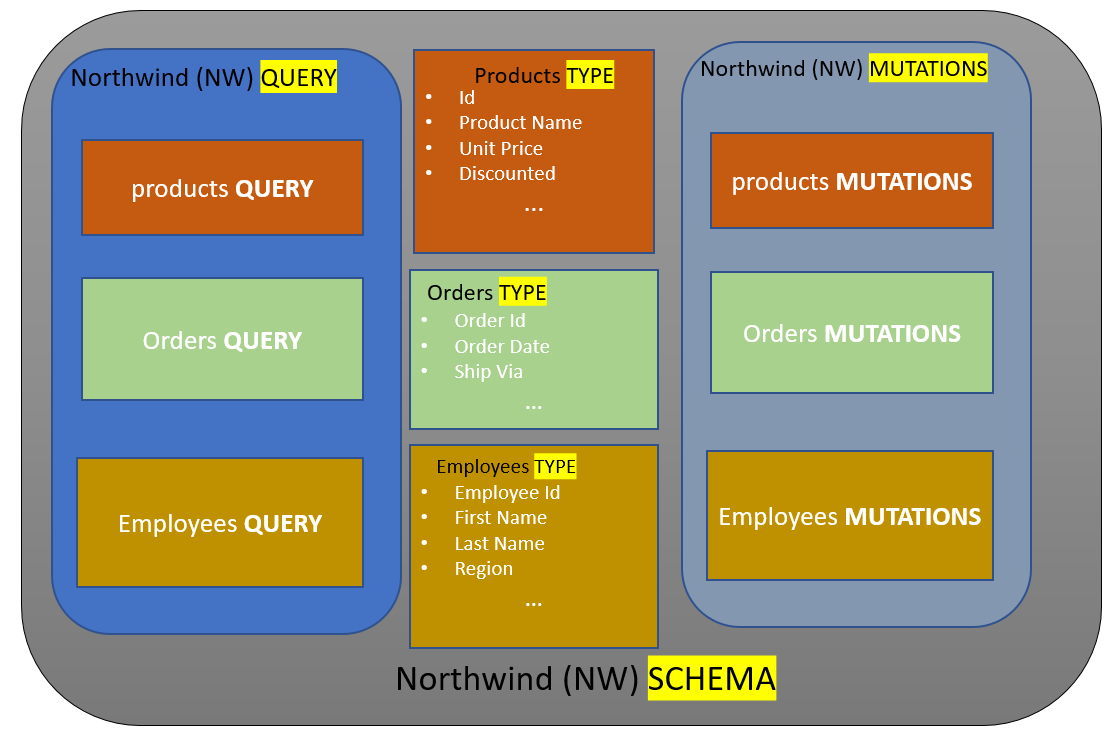 Northwind (NW) QUERY
products QUERY
Orders QUERY
Employees QUERY
Products TYPE
• Id
• Product Name
• Unit Price
• Discounted
...
Orders TYPE
• Order Id
• Order Date
• Ship Via
...
Employees TYPE
• Employee Id
• First Name
• Last Name
• Region
...
Northwind (NW) MUTATIONS
products MUTATIONS
Orders MUTATIONS
Employees MUTATIONS
Northwind (NW) SCHEMA